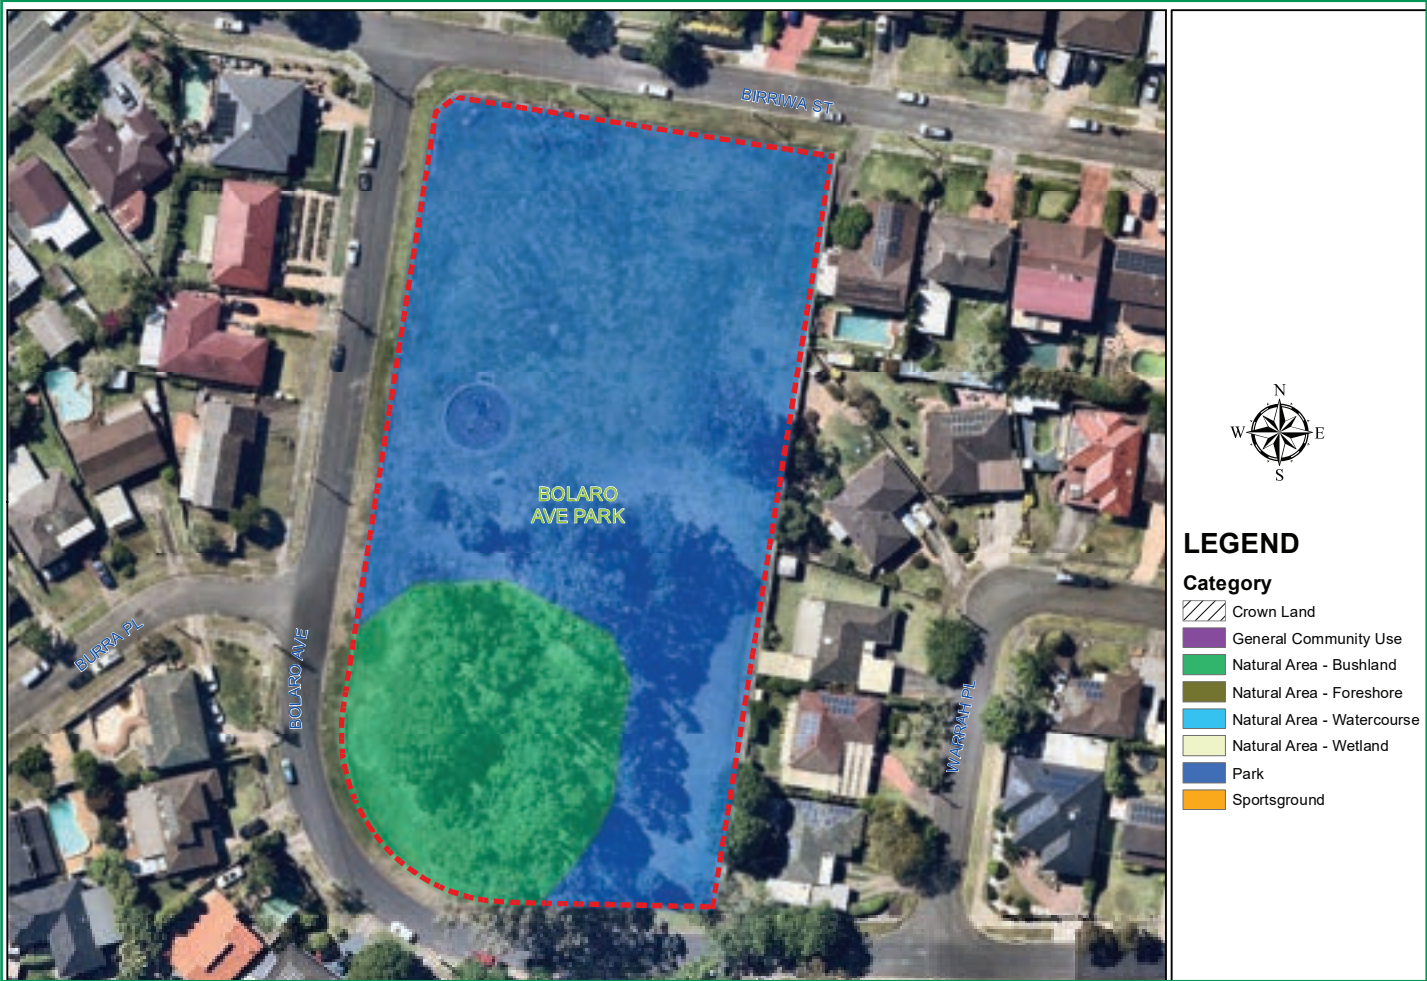 BIRRIWA ST
BOLARO
AVE PARK
BURRA PL
BOLARO AVE
WARRAH PL
N
W E
S
LEGEND
Category
Crown Land
General Community Use
Natural Area - Bushland
Natural Area - Foreshore
Natural Area - Watercourse
Natural Area - Wetland
Park
Sportsground